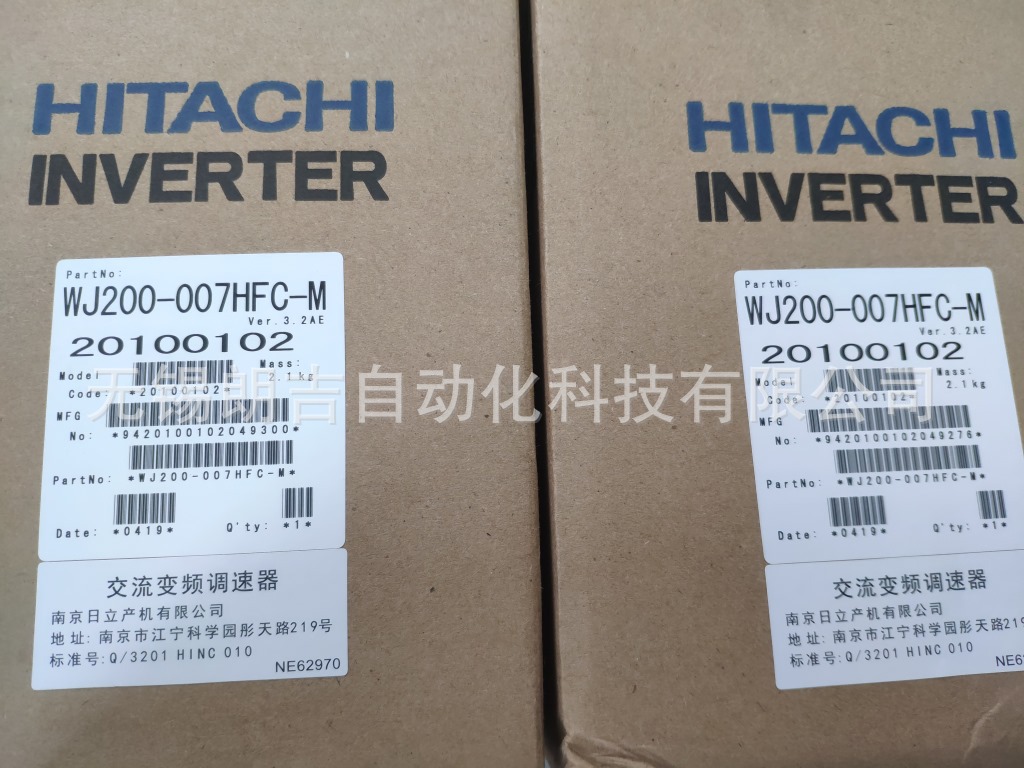 HITACHI
INVERTER
PartNo:
WJ200-007HFC-M
Ver.3.2AE
20100102
Model Mass:
Code: *20100102* 2.1kg
MFG
No: *9420100102049300*
PartNo: *WJ200-007HFC-M*
Date: *0419* Q'ty: *1*
交流变频调速器
南京日立产机有限公司
地址: 南京市江宁科学园彤天路219号
标准号:Q/3201 HINC 010
NE62970
HITACHI
INVERTER
PartNo:
WJ200-007HFC-M
Ver.3.2AE
20100102
Model Mass:
Code: *20100102* 2.1kg
MFG
No: *9420100102049276*
PartNo: *WJ200-007HFC-M*
Date: *0419* Q'ty: *1*
交流变频调速器
南京日立产机有限公司
地址: 南京市江宁科学园彤天路219
标准号:Q/3201 HINC 010
无锡朗吉自动化科技有限公司